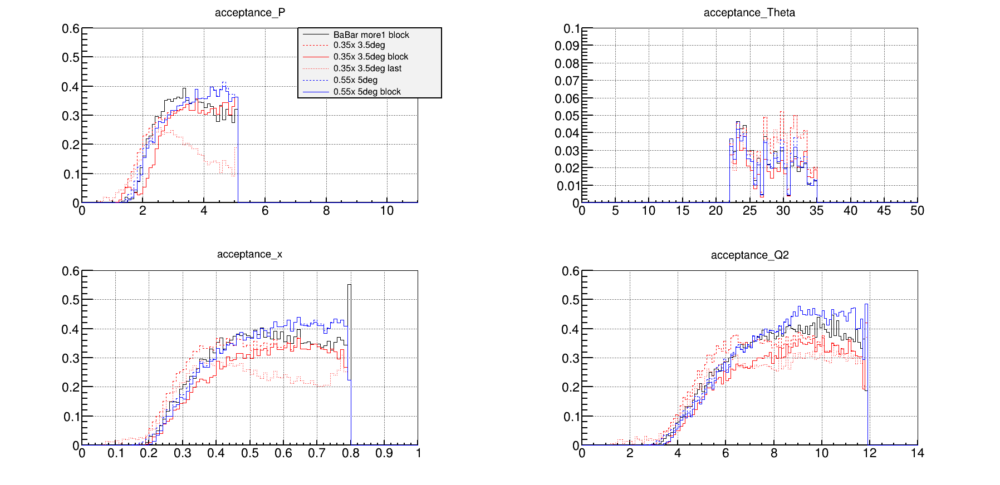 acceptance_P
0.6
0.5
0.4
0.3
0.2
0.1
0
0 2 4 6 8 10
BaBar more1 block
0.35x 3.5deg
0.35x 3.5deg block
0.35x 3.5deg last
0.55x 5deg
0.55x 5deg block
acceptance_Theta
0.1
0.09
0.08
0.07
0.06
0.05
0.04
0.03
0.02
0.01
0
0 5 10 15 20 25 30 35 40 45 50
acceptance_x
0.6
0.5
0.4
0.3
0.2
0.1
0
0 0.1 0.2 0.3 0.4 0.5 0.6 0.7 0.8 0.9 1
acceptance_Q2
0.6
0.5
0.4
0.3
0.2
0.1
0
0 2 4 6 8 10 12 14